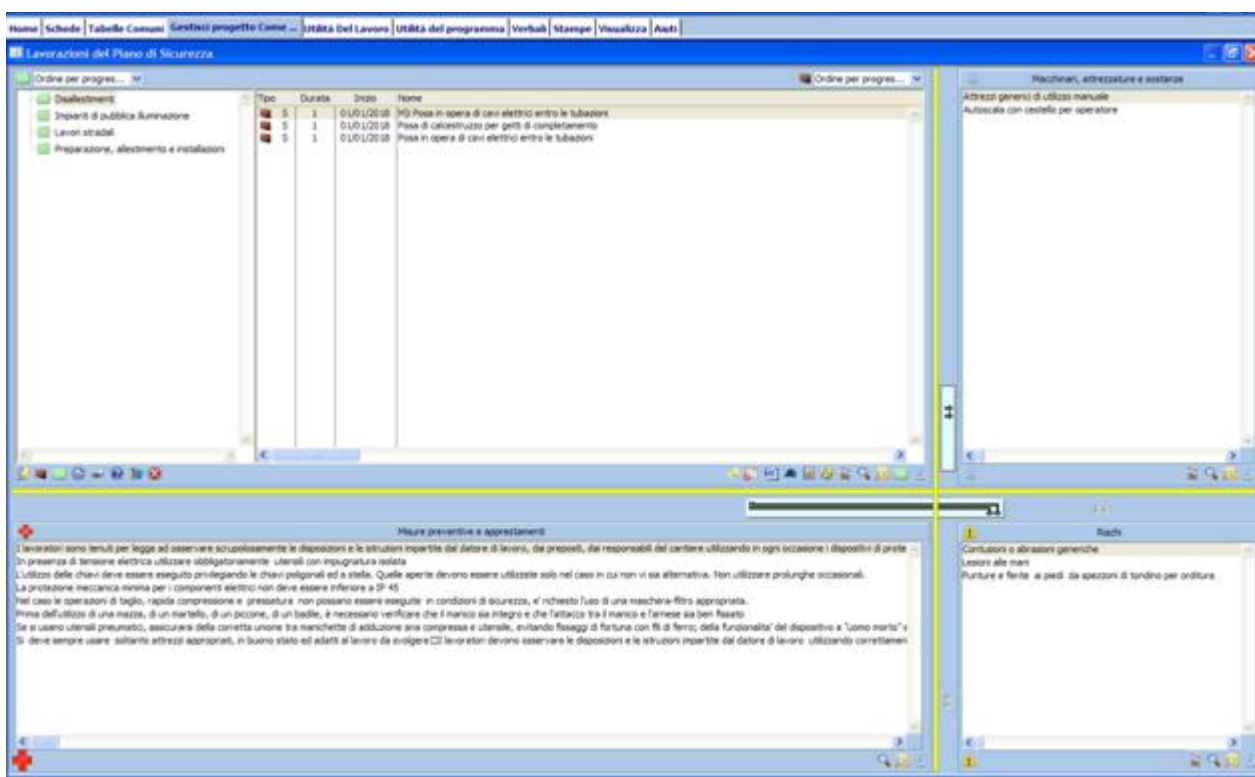 Home Schede Tabelle Comuni Gestisci progetto Come ... Utilità Del Lavoro Utilità del programma Verbali Stampe Visualizza Aiuti
Lavorazioni del Piano di Sicurezza
Ordine per progres...
Disallestimenti
Impianti di pubblica illuminazione
Lavori stradali
Preparazione, allestimento e installazioni
Ordine per progres...
Tipo Durata Inizio Nome
S 1 01/01/2018 M) Posa in opera di cavi elettrici entro le tubazioni
S 1 01/01/2018 Posa di calcestruzzo per getti di completamento
S 1 01/01/2018 Posa in opera di cavi elettrici entro le tubazioni
Macchinari, attrezzature e sostanze
Attrezzi generici di utilizzo manuale
Autoscala con cestello per operatore
Misure preventive e apprestamenti
I lavoratori sono tenuti per legge ad osservare scrupolosamente le disposizioni e le istruzioni impartite dal datore di lavoro, dai preposti, dai responsabili del cantiere utilizzando in ogni occasione i dispositivi di prote
In presenza di tensione elettrica utilizzare obbligatoriamente utensili con impugnatura isolata
L'utilizzo delle chiavi deve essere eseguito privilegiando le chiavi poligonali ed a stella. Quelle aperte devono essere utilizzate solo nel caso in cui non vi sia alternativa. Non utilizzare prolunghe occasionali.
La protezione meccanica minima per i componenti elettrici non deve essere inferiore a IP 45
Nel caso le operazioni di taglio, rapida compressione e pressatura non possano essere eseguite in condizioni di sicurezza, e' richiesto l'uso di una maschera-filtro appropriata.
Prima dell'utilizzo di una mazza, di un martello, di un piccone, di un badile, è necessario verificare che il manico sia integro e che l'attacco tra il manico e l'arnese sia ben fissato
Se si usano utensili pneumatici, assicurarsi della corretta unione tra manichette di adduzione aria compressa e utensile, evitando fissaggi di fortuna con fili di ferro; della funzionalita' del dispositivo a "uomo morto"
Si deve sempre usare soltanto attrezzi appropriati, in buono stato ed adatti al lavoro da svolgere I lavoratori devono osservare le disposizioni e le istruzioni impartite dal datore di lavoro utilizzando correttamen
Rischi
Contusioni o abrasioni generiche
Lesioni alle mani
Punture e ferite ai piedi da spezzoni di tondino per orditura